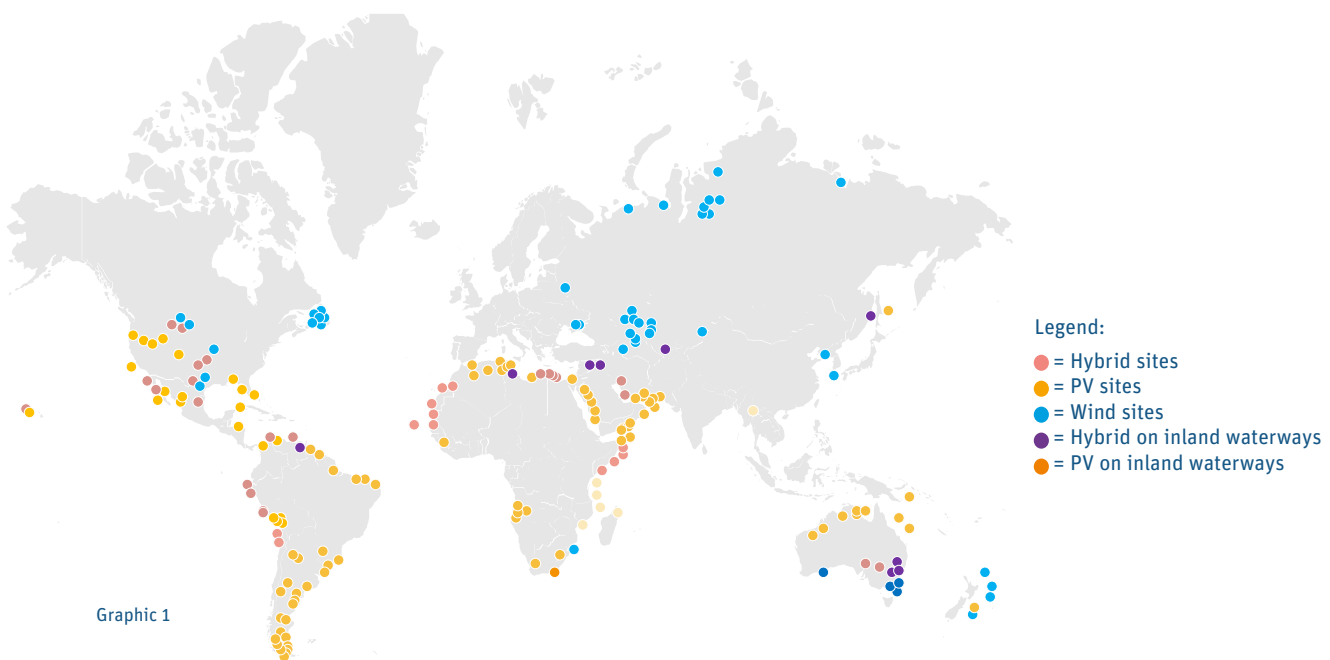 Legend:
= Hybrid sites
= PV sites
= Wind sites
= Hybrid on inland waterways
= PV on inland waterways
Graphic 1